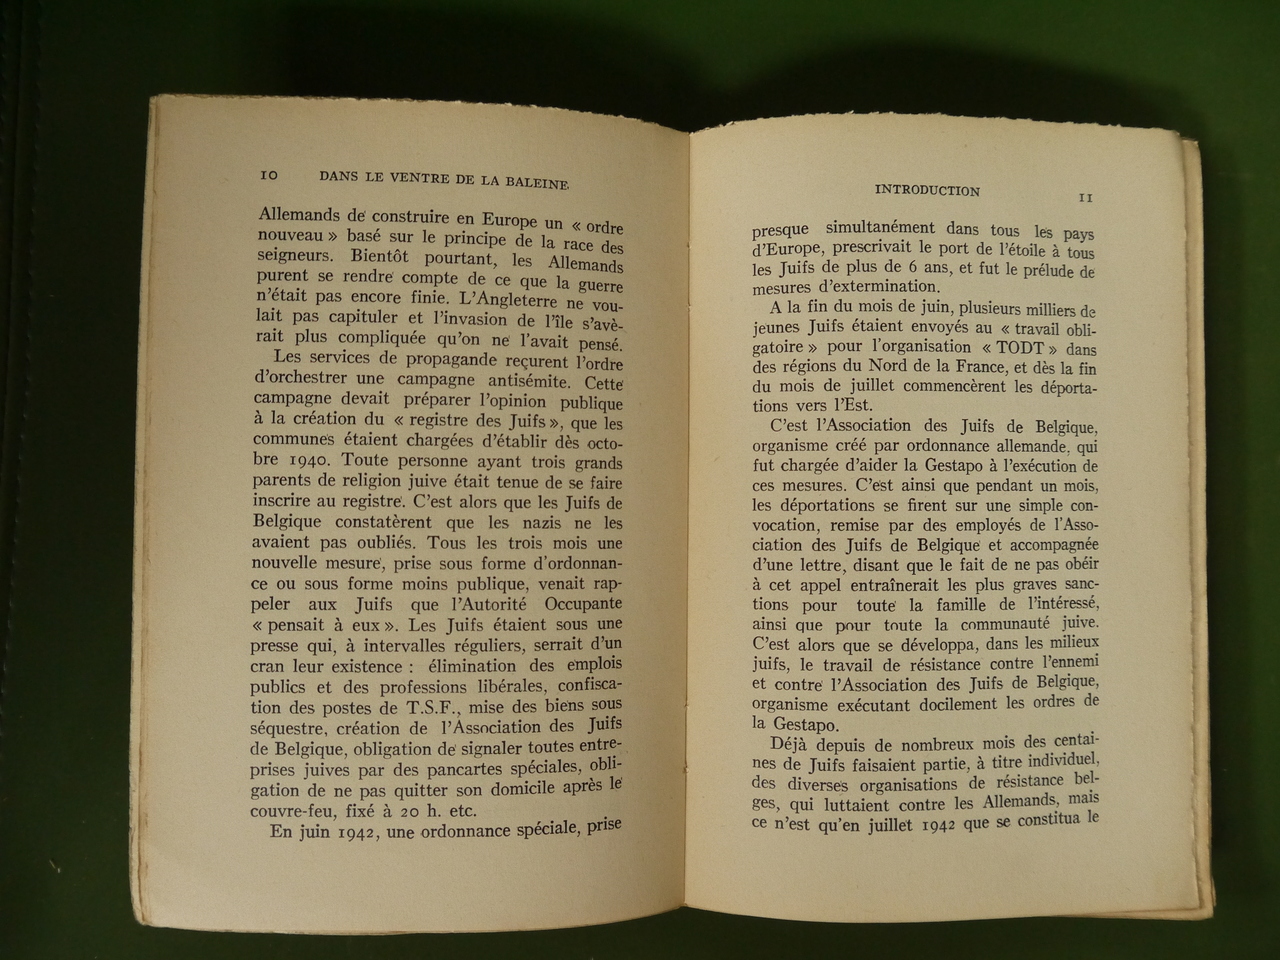 10 DANS LE VENTRE DE LA BALEINE
Allemands de construire en Europe un « ordre
nouveau » basé sur le principe de la race des
seigneurs. Bientôt pourtant, les Allemands
purent se rendre compte de ce que la guerre
n'était pas encore finie. L'Angleterre ne vou-
lait pas capituler et l'invasion de l'île s'avè-
rait plus compliquée qu'on ne l'avait pensé.
Les services de propagande reçurent l'ordre
d'orchestrer une campagne antisémite. Cette
campagne devait préparer l'opinion publique
à la création du « registre des Juifs », que les
communes étaient chargées d'établir dès octo-
bre 1940. Toute personne ayant trois grands
parents de religion juive était tenue de se faire
inscrire au registre. C'est alors que les Juifs de
Belgique constatèrent que les nazis ne les
avaient pas oubliés. Tous les trois mois une
nouvelle mesure, prise sous forme d'ordonnan-
ce ou sous forme moins publique, venait rap-
peler aux Juifs que l'Autorité Occupante
« pensait à eux ». Les Juifs étaient sous une
presse qui, à intervalles réguliers, serrait d'un
cran leur existence : élimination des emplois
publics et des professions libérales, confisca-
tion des postes de T.S.F., mise des biens sous
séquestre, création de l'Association des Juifs
de Belgique, obligation de signaler toutes entre-
prises juives par des pancartes spéciales, obli-
gation de ne pas quitter son domicile après le
couvre-feu, fixé à 20 h. etc.
En juin 1942, une ordonnance spéciale, prise
INTRODUCTION 11
presque simultanément dans tous les pays
d'Europe, prescrivait le port de l'étoile à tous
les Juifs de plus de 6 ans, et fut le prélude de
mesures d'extermination.
A la fin du mois de juin, plusieurs milliers de
jeunes Juifs étaient envoyés au « travail obli-
gatoire » pour l'organisation « TODT » dans
des régions du Nord de la France, et dès la fin
du mois de juillet commencèrent les déporta-
tions vers l'Est.
C'est l'Association des Juifs de Belgique,
organisme créé par ordonnance allemande, qui
fut chargée d'aider la Gestapo à l'exécution de
ces mesures. C'est ainsi que pendant un mois,
les déportations se firent sur une simple con-
vocation, remise par des employés de l'Asso-
ciation des Juifs de Belgique et accompagnée
d'une lettre, disant que le fait de ne pas obéir
à cet appel entraînerait les plus graves sanc-
tions pour toute la famille de l'intéressé,
ainsi que pour toute la communauté juive.
C'est alors que se développa, dans les milieux
juifs, le travail de résistance contre l'ennemi
et contre l'Association des Juifs de Belgique,
organisme exécutant docilement les ordres de
la Gestapo.
Déjà depuis de nombreux mois des centai-
nes de Juifs faisaient partie, à titre individuel,
des diverses organisations de résistance bel-
ges, qui luttaient contre les Allemands, mais
ce n'est qu'en juillet 1942 que se constitua le